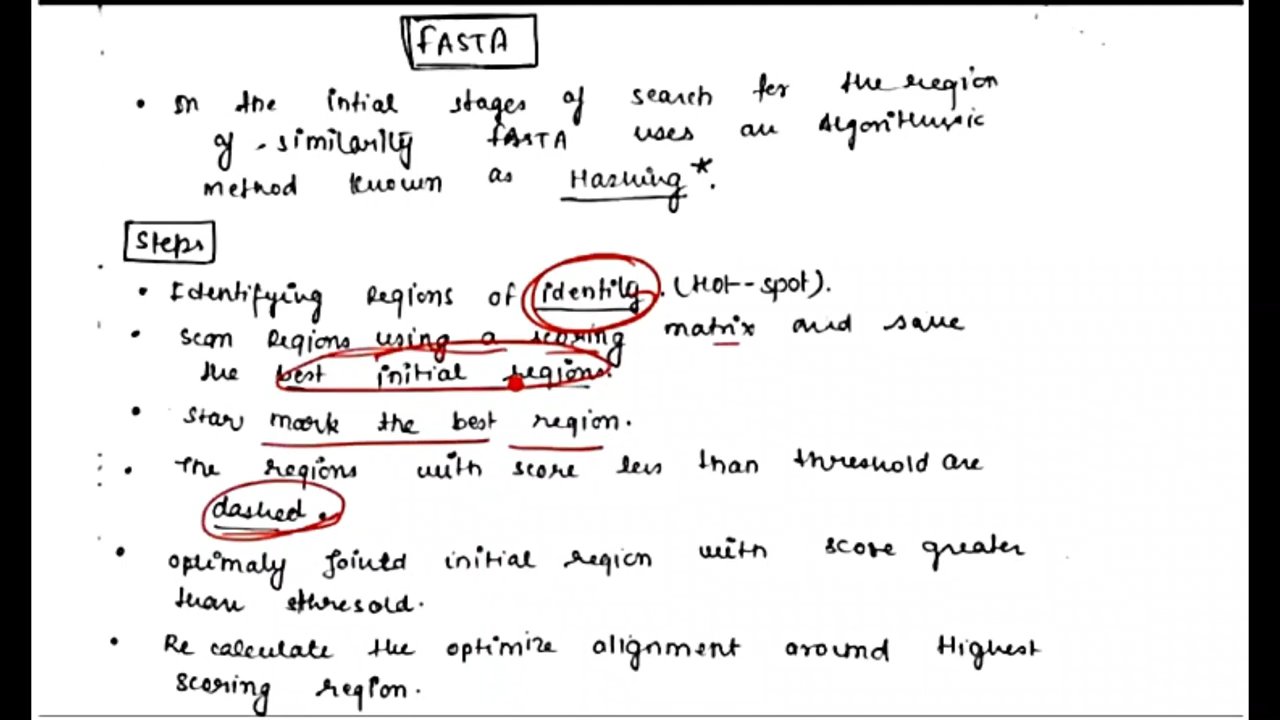 FASTA
• In the intial stages of search for the region
of similarity FASTA uses an Algorithmic
method known as Hashing*.
Steps
• Identifying Regions of identity. (Hot--spot).
• Scan Regions using a scoring matrix and save
the best initial regions.
• Star mark the best region.
• The regions with score less than threshold are
dashed.
• optimaly joined initial region with score greater
than thresold.
• Re calculate the optimize alignment around Highest
scoring region.